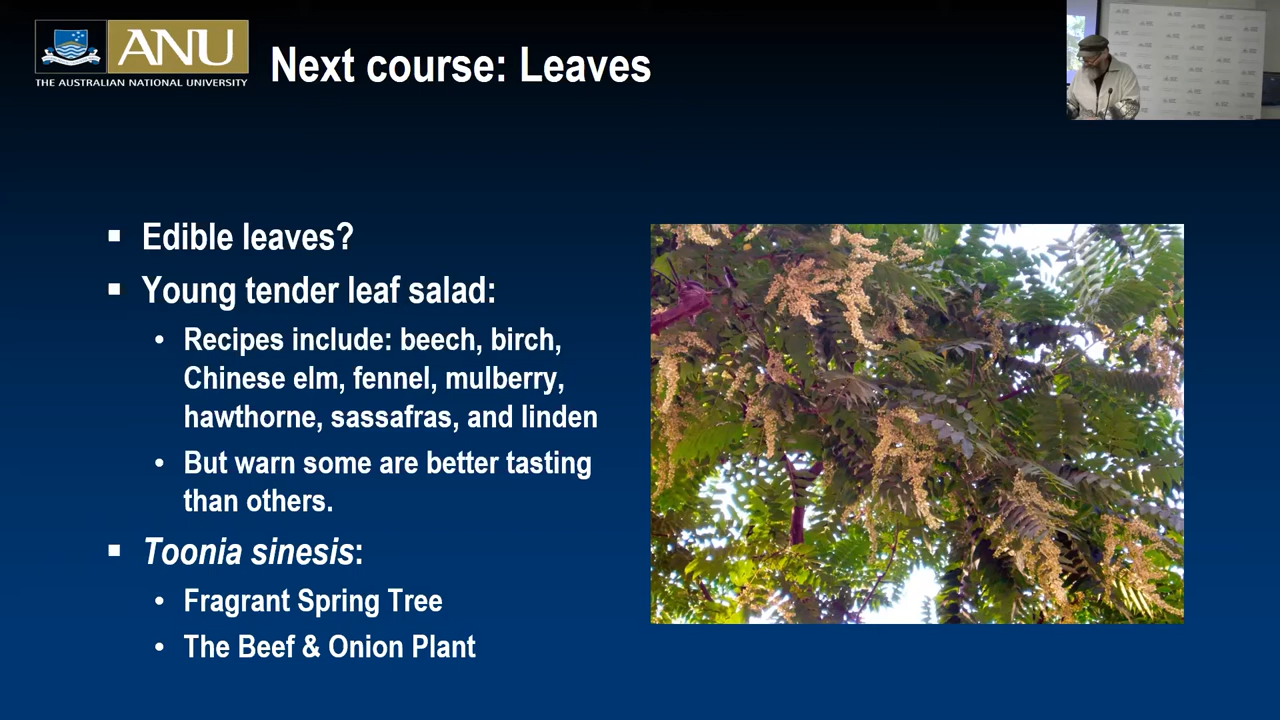 ANU
THE AUSTRALIAN NATIONAL UNIVERSITY
Next course: Leaves
Edible leaves?
Young tender leaf salad:
Recipes include: beech, birch,
Chinese elm, fennel, mulberry,
hawthorne, sassafras, and linden
But warn some are better tasting
than others.
Toonia sinesis:
Fragrant Spring Tree
The Beef & Onion Plant